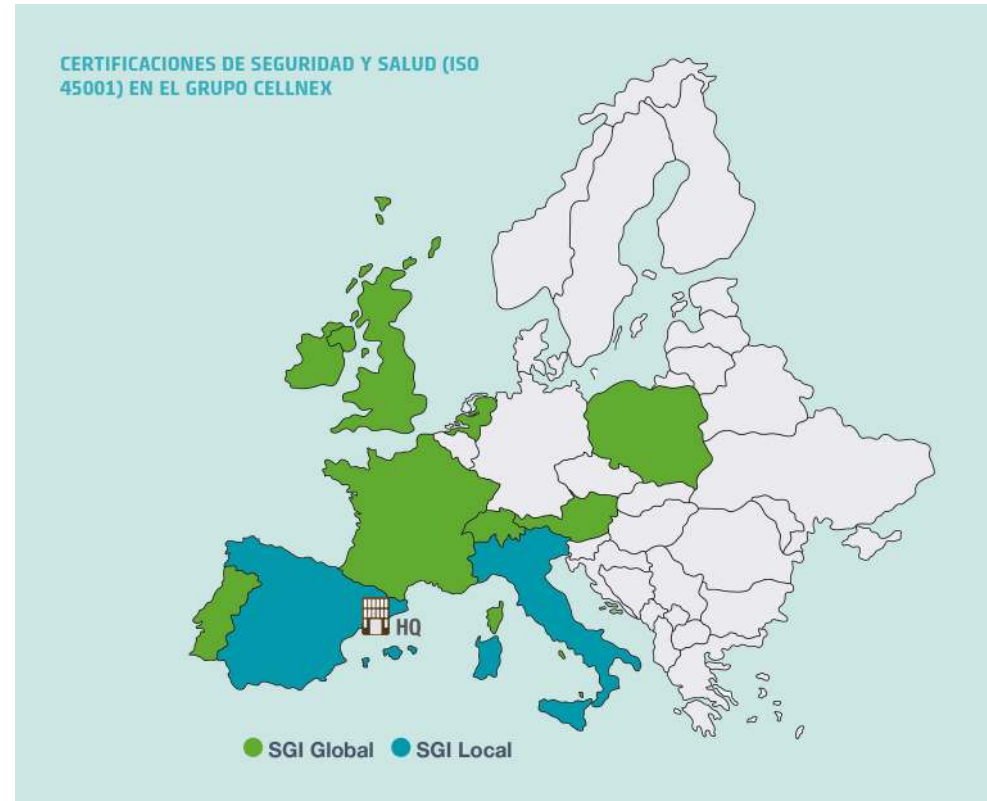 CERTIFICACIONES DE SEGURIDAD Y SALUD (ISO
45001) EN EL GRUPO CELLNEX
HQ
SGI Global SGI Local